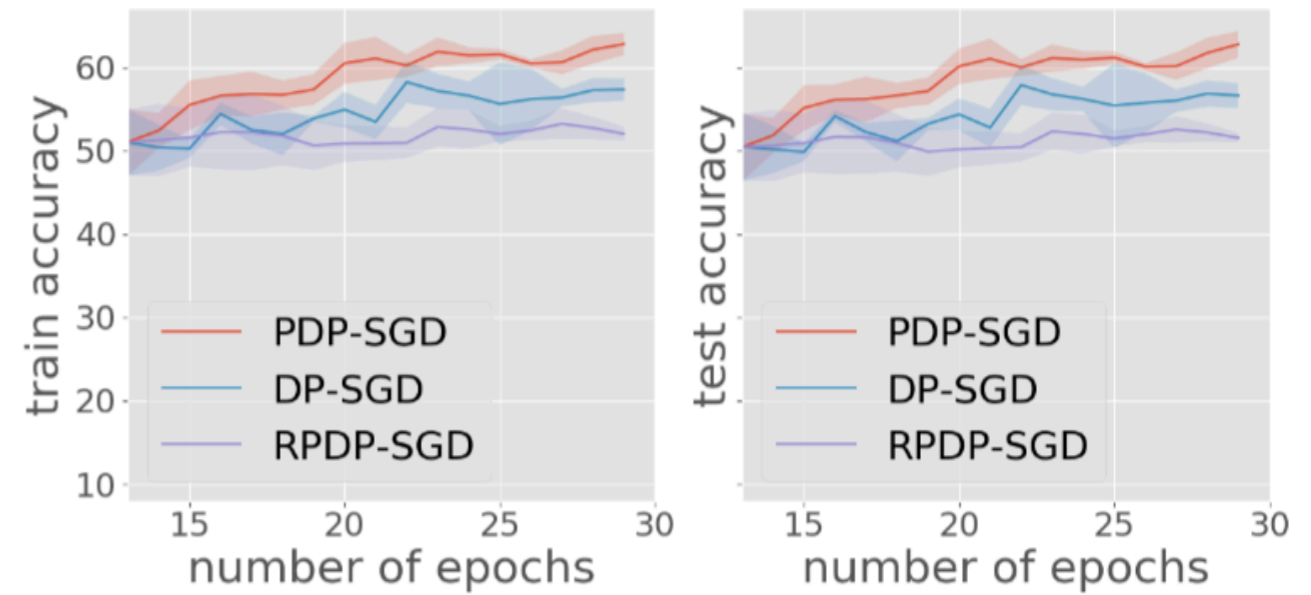 train accuracy
60
50
40
30
20
10
PDP-SGD
DP-SGD
RPDP-SGD
15 20 25 30
number of epochs
test accuracy
PDP-SGD
DP-SGD
RPDP-SGD
15 20 25 30
number of epochs